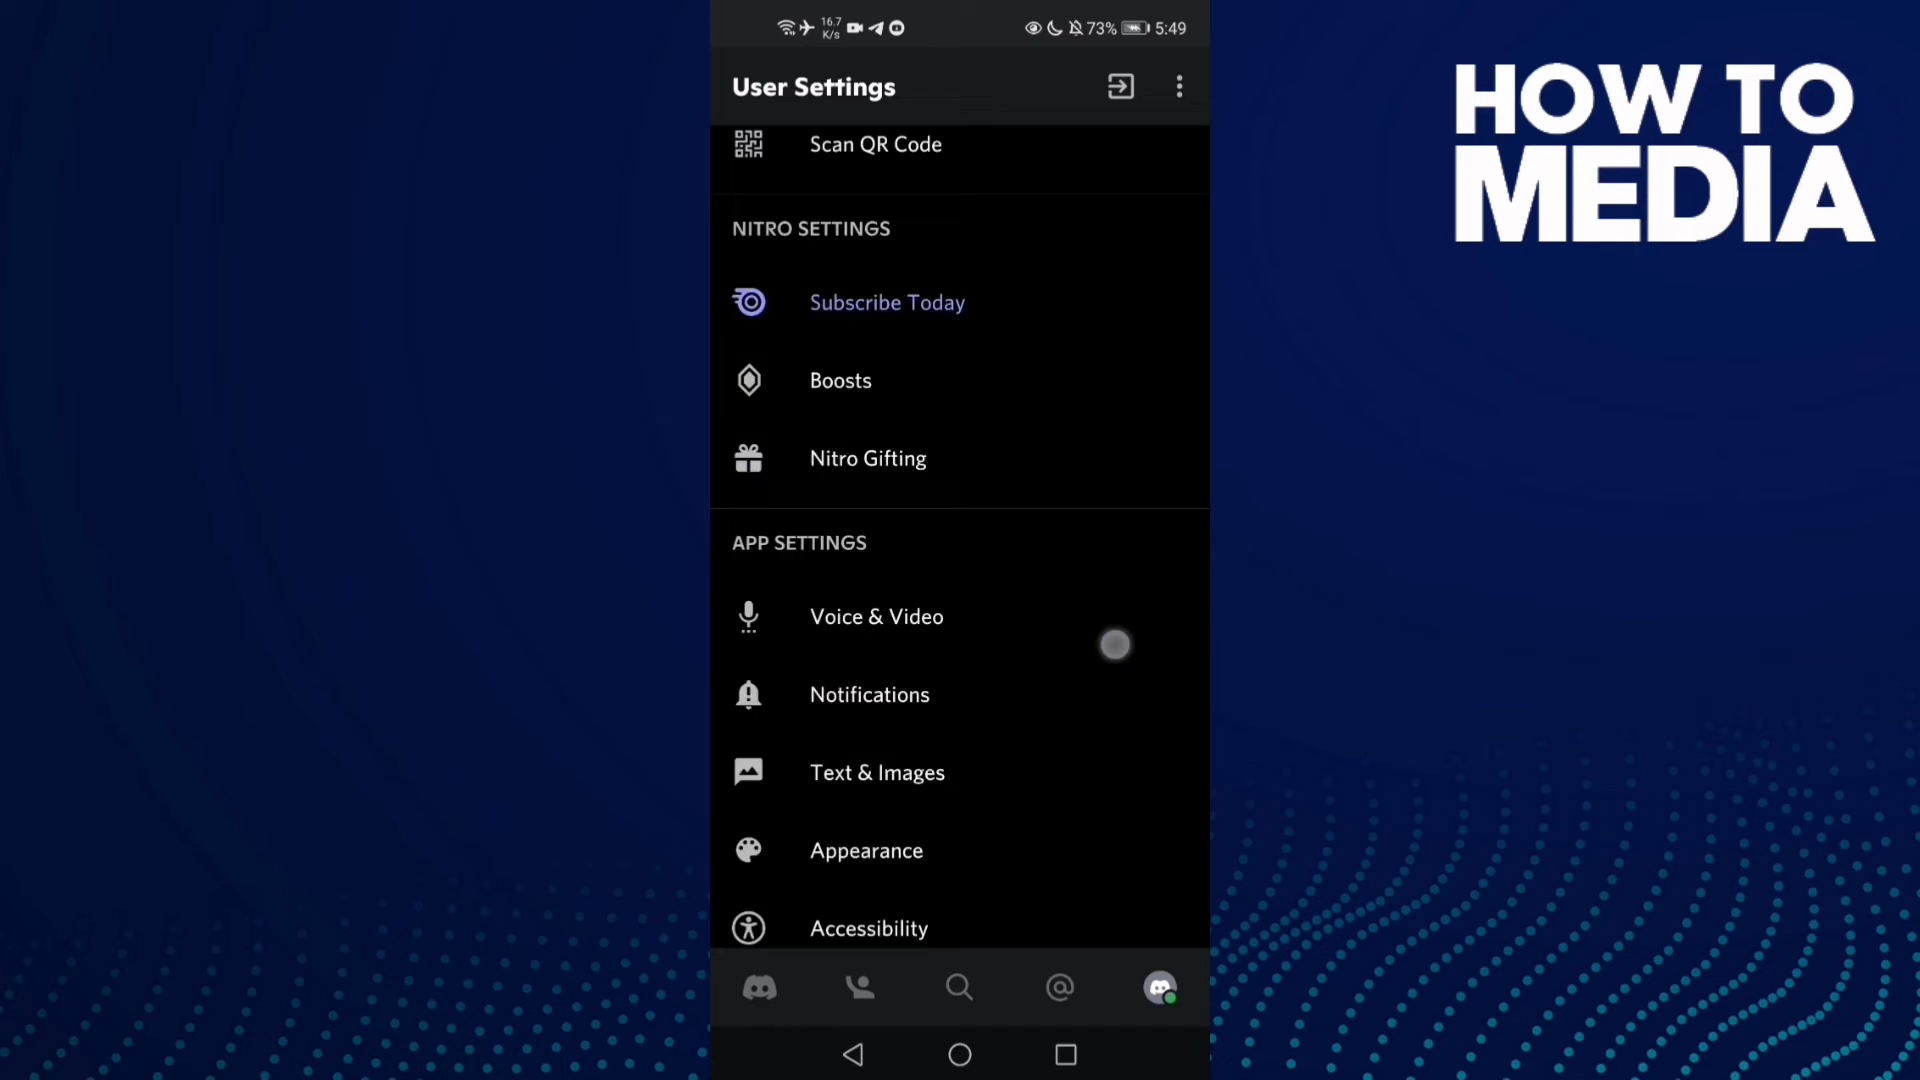 16.7
K/s
73%
5:49
User Settings
HOW TO
MEDIA
Scan QR Code
NITRO SETTINGS
Subscribe Today
Boosts
Nitro Gifting
APP SETTINGS
Voice & Video
Notifications
Text & Images
Appearance
Accessibility